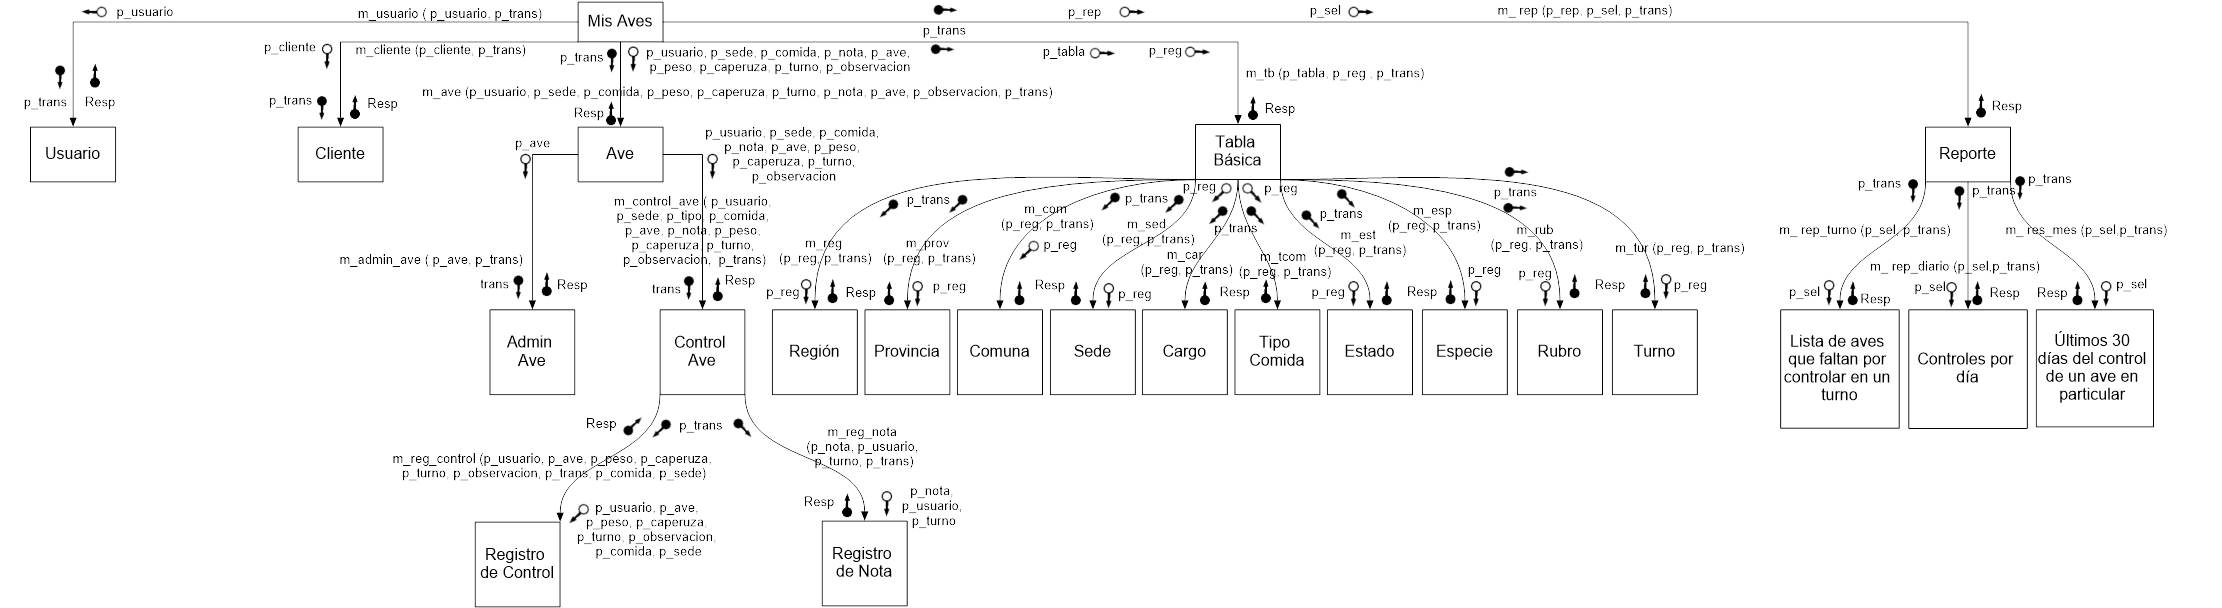 p_usuario
m_usuario ( p_usuario, p_trans)
Mis Aves
p_rep
p_sel
m_ rep (p_rep, p_sel, p_trans)
p_trans
p_cliente
m_cliente (p_cliente, p_trans)
p_trans
p_usuario, p_sede, p_comida, p_nota, p_ave,
p_peso, p_caperuza, p_turno, p_observacion
p_tabla
p_reg
m_tb (p_tabla, p_reg , p_trans)
p_trans
Resp
p_trans
Resp
m_ave (p_usuario, p_sede, p_comida, p_peso, p_caperuza, p_turno, p_nota, p_ave, p_observacion, p_trans)
Resp
Resp
Resp
Usuario
Cliente
Ave
p_ave
p_usuario, p_sede, p_comida,
p_nota, p_ave, p_peso,
p_caperuza, p_turno,
p_observacion
Tabla
Básica
Reporte
m_control_ave ( p_usuario,
p_sede, p_tipo, p_comida,
p_ave, p_nota, p_peso,
p_caperuza, p_turno,
p_observacion, p_trans)
m_admin_ave ( p_ave, p_trans)
trans
Resp
trans
Resp
p_reg
p_reg
p_trans
p_trans
p_trans
p_trans
p_trans
m_reg
(p_reg, p_trans)
m_prov
(p_reg, p_trans)
m_com
(p_reg, p_trans)
p_reg
m_sed
(p_reg, p_trans)
m_car
(p_reg, p_trans)
m_tcom
(p_reg, p_trans)
m_est
(p_reg, p_trans)
m_esp
(p_reg, p_trans)
m_rub
(p_reg, p_trans)
m_tur (p_reg, p_trans)
p_reg
Resp
p_reg
Resp
p_reg
Resp
p_reg
Resp
p_reg
p_reg
Resp
p_reg
p_trans
p_trans
p_trans
m_ rep_turno (p_sel, p_trans)
m_ rep_diario (p_sel,p_trans)
m_res_mes (p_sel,p_trans)
p_sel
Resp
p_sel
Resp
Resp
p_sel
Admin
Ave
Control
Ave
Región
Provincia
Comuna
Sede
Cargo
Tipo
Comida
Estado
Especie
Rubro
Turno
Lista de aves
que faltan por
controlar en un
turno
Controles por
día
Últimos 30
días del control
de un ave en
particular
Resp
p_trans
m_reg_control (p_usuario, p_ave, p_peso, p_caperuza,
p_turno, p_observacion, p_trans, p_comida, p_sede)
m_reg_nota
(p_nota, p_usuario,
p_turno, p_trans)
p_usuario, p_ave,
p_peso, p_caperuza,
p_turno, p_observacion,
p_comida, p_sede
Resp
p_nota,
p_usuario,
p_turno
Registro
de Control
Registro
de Nota